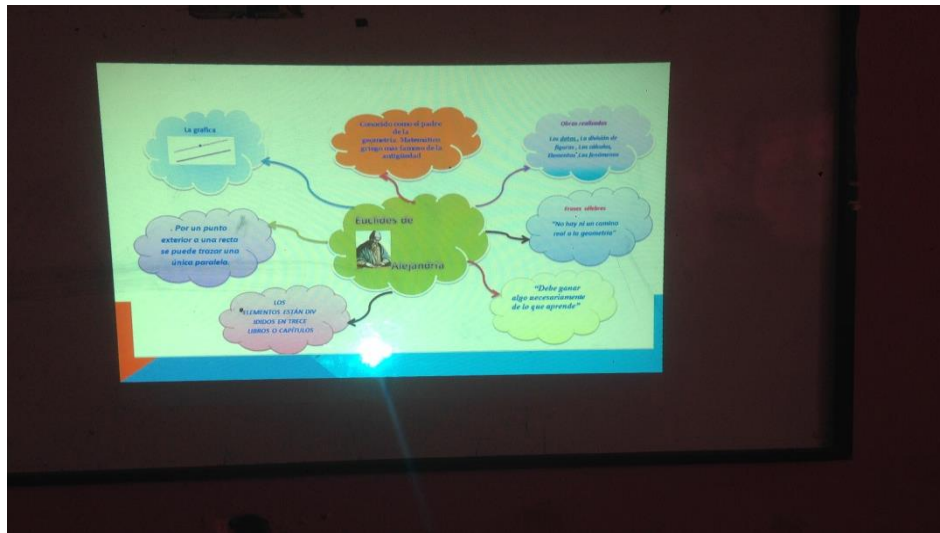 La grafica
Conocido como el padre
de la
geometría. Matematico
griego mas famoso de la
antigüedad
Obras realizadas
Los datos , La división de
figuras , Los cálculos,
Elementos
Los fenómenos
Euclides de
Alejandria
. Por un punto
exterior a una recta
se puede trazar una
única paralela.
Frases célebres
"No hay ni un camino
real a la geometría"
LOS
ELEMENTOS ESTÁN DIV
IDIDOS EN TRECE
LIBROS O CAPÍTULOS
"Debe ganar
algo necesariamente
de lo que aprende"